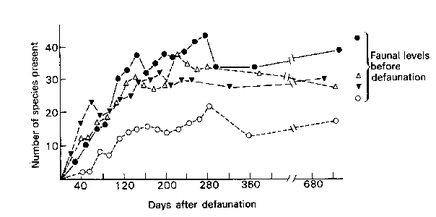 40
30
20
10
Number of species present
40
120
200
280
360
680
Days after defaunation
Faunal levels
before
defaunation